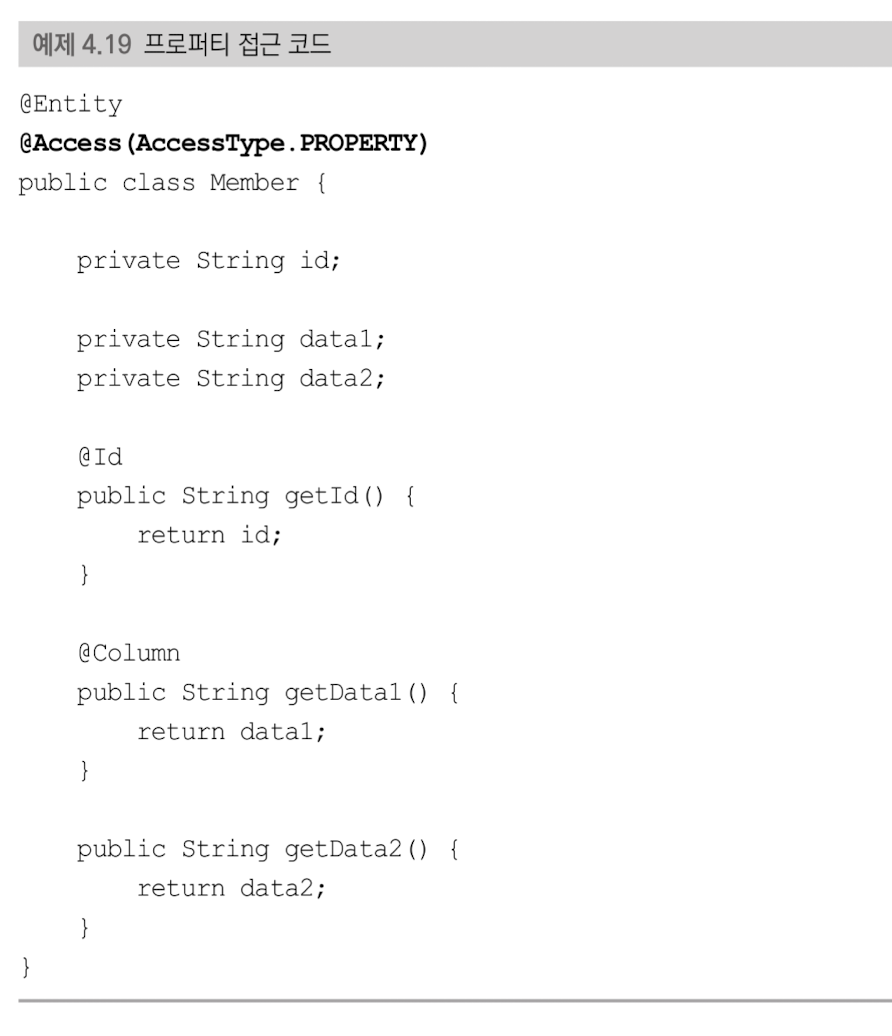 예제 4.19 프로퍼티 접근 코드
@Entity
@Access(AccessType.PROPERTY)
public class Member {
private String id;
private String data1;
private String data2;
@Id
public String getId() {
return id;
}
@Column
public String getData1() {
return data1;
}
public String getData2() {
return data2;
}
}